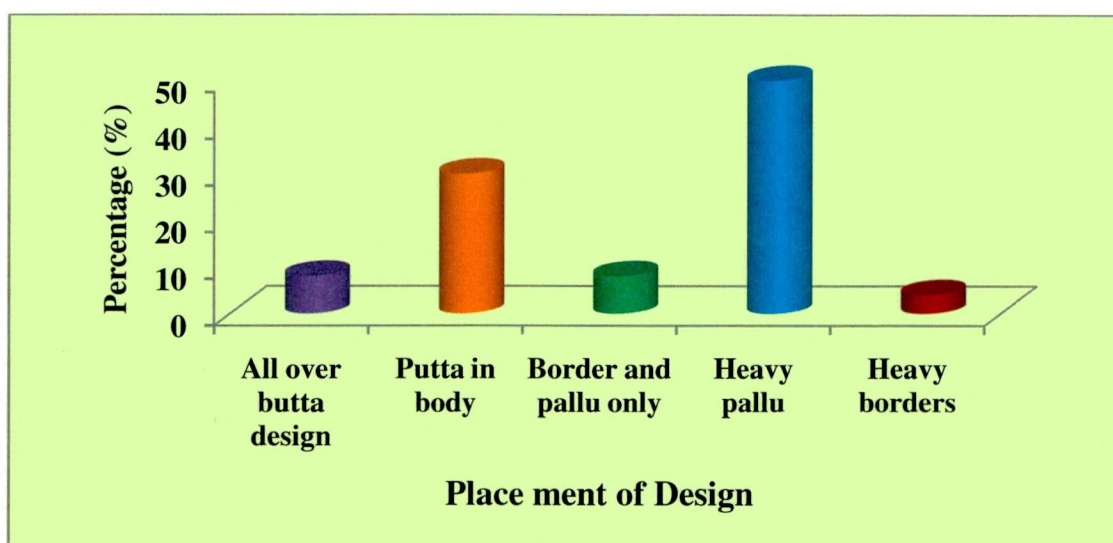 Percentage (%)
50
40
30
20
10
0
All over
butta
design
Putta in
body
Border and
pallu only
Heavy
pallu
Heavy
borders
Place ment of Design